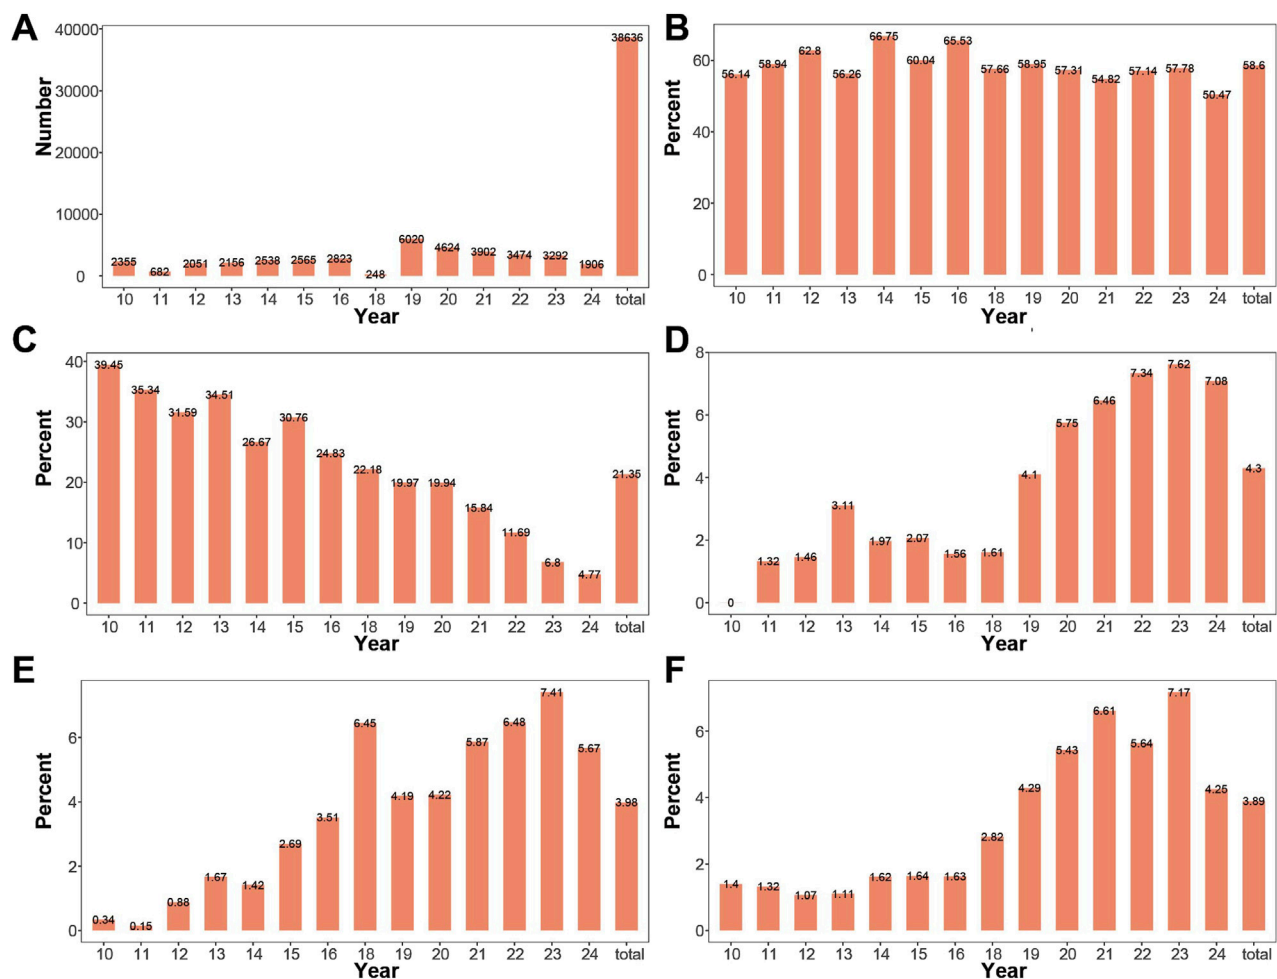 A
Number
40000
30000
20000
10000
0
2355 682 2051 2156 2538 2565 2823 248 6020 4624 3902 3474 3292 1906 38636
10 11 12 13 14 15 16 18 19 20 21 22 23 24 total
Year
B
Percent
60
40
20
0
56.14 58.94 62.8 56.26 66.75 60.04 65.53 57.66 58.95 57.31 54.82 57.14 57.78 50.47 58.6
10 11 12 13 14 15 16 18 19 20 21 22 23 24 total
Year
C
Percent
40
30
20
10
0
39.45 35.34 31.59 34.51 26.67 30.76 24.83 22.18 19.97 19.94 15.84 11.69 6.8 4.77 21.35
10 11 12 13 14 15 16 18 19 20 21 22 23 24 total
Year
D
Percent
8
6
4
2
0
0 1.32 1.46 3.11 1.97 2.07 1.56 1.61 4.1 5.75 6.46 7.34 7.62 7.08 4.3
10 11 12 13 14 15 16 18 19 20 21 22 23 24 total
Year
E
Percent
6
4
2
0
0.34 0.15 0.88 1.67 1.42 2.69 3.51 6.45 4.19 4.22 5.87 6.48 7.41 5.67 3.98
10 11 12 13 14 15 16 18 19 20 21 22 23 24 total
Year
F
Percent
6
4
2
0
1.4 1.32 1.07 1.11 1.62 1.64 1.63 2.82 4.29 5.43 6.61 5.64 7.17 4.25 3.89
10 11 12 13 14 15 16 18 19 20 21 22 23 24 total
Year